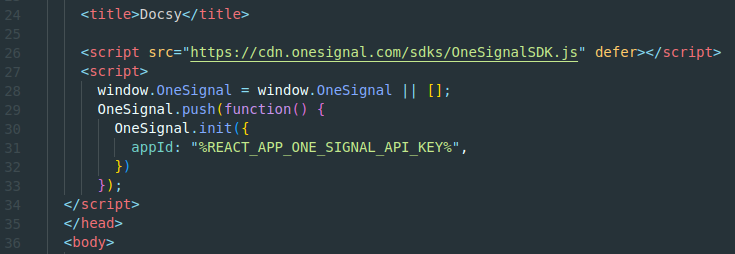 24 <title>Docsy</title>
25
26 <script src="https://cdn.onesignal.com/sdks/OneSignalSDK.js" defer></script>
27 <script>
28 window.OneSignal = window.OneSignal || [];
29 OneSignal.push(function() {
30 OneSignal.init({
31 appId: "%REACT_APP_ONE_SIGNAL_API_KEY%",
32 })
33 });
34 </script>
35 </head>
36 <body>